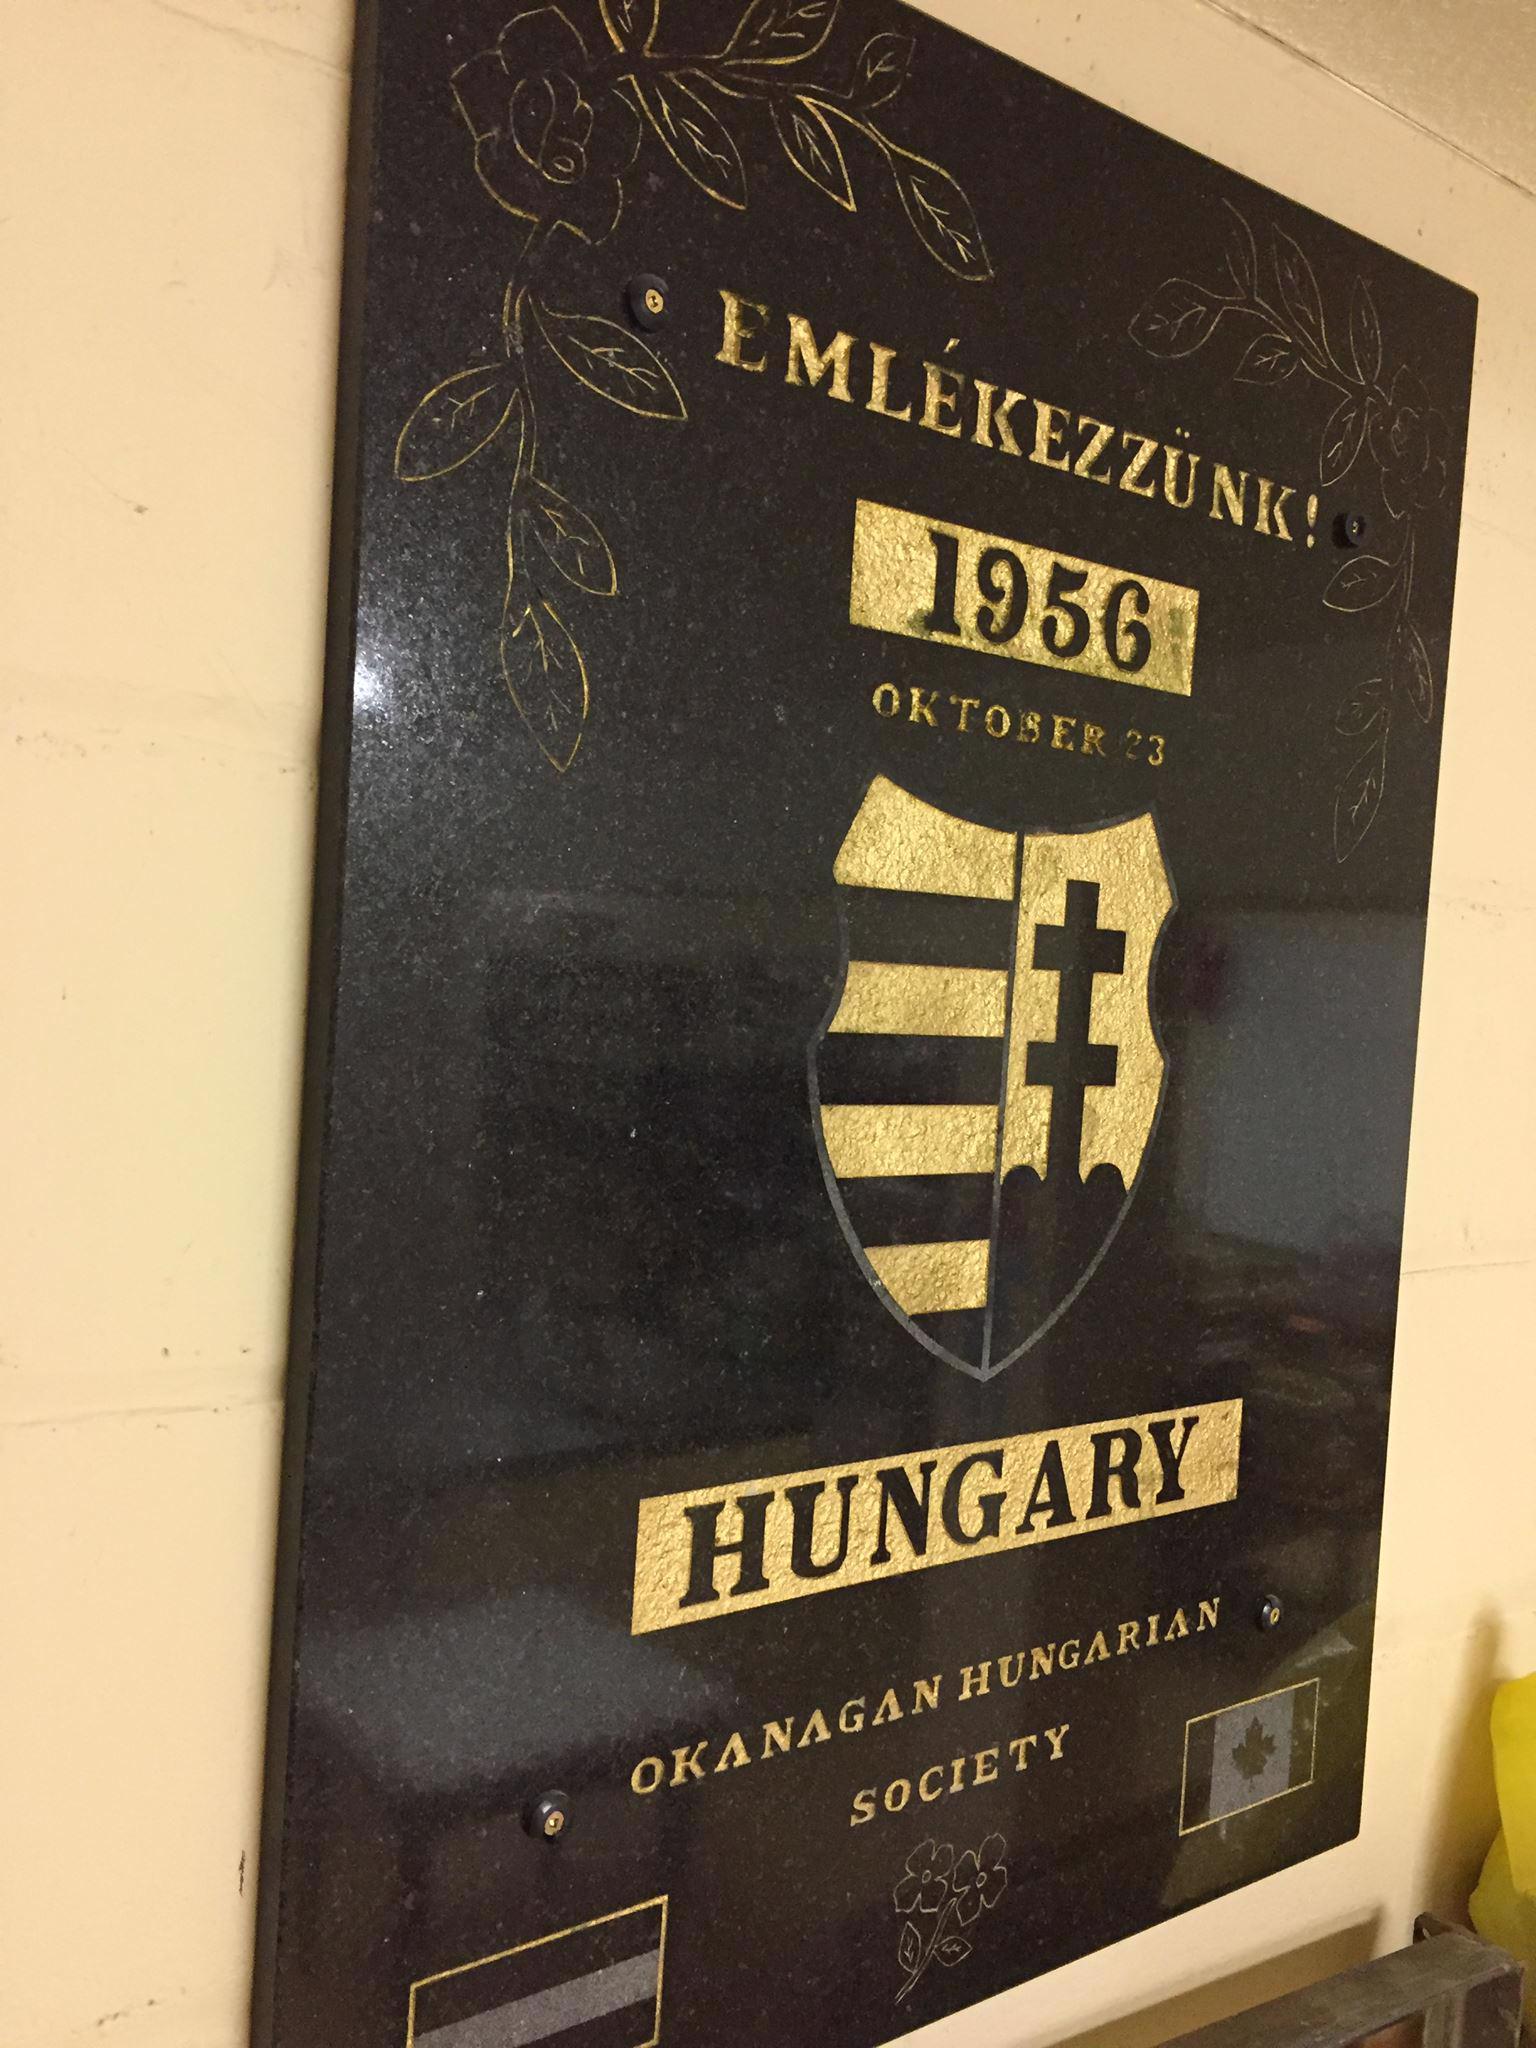 EMLÉKEZZÜNK!
1956
OKTOBER 23
HUNGARY
OKANAGAN HUNGARIAN
SOCIETY